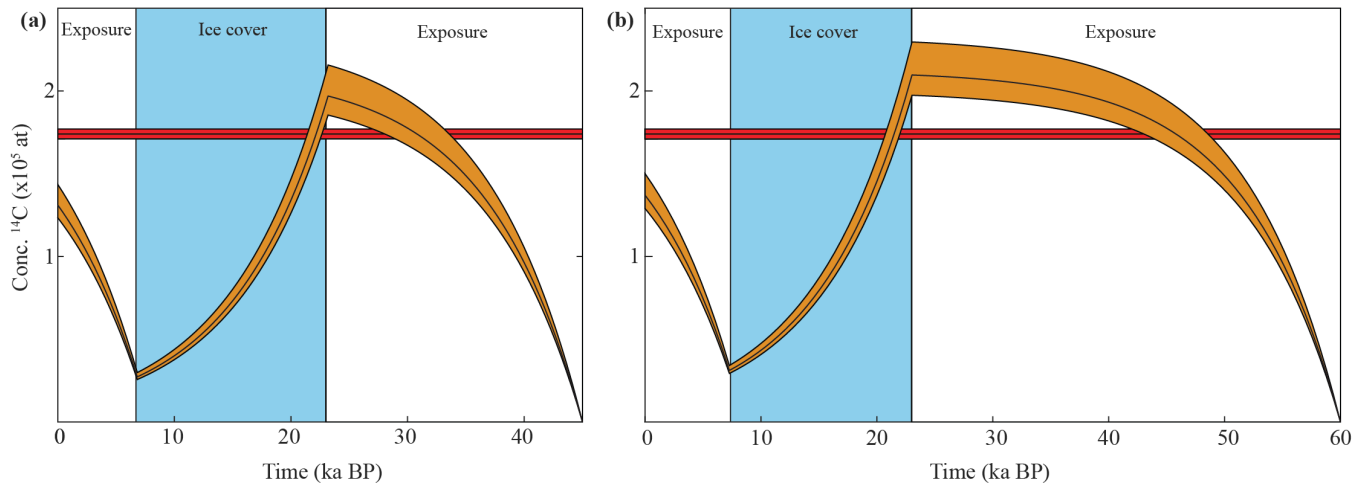 (a)
Exposure
Ice cover
Exposure
Conc. ¹⁴C (x10⁵ at)
2
1
0
10
20
30
40
Time (ka BP)
(b)
Exposure
Ice cover
Exposure
2
1
0
10
20
30
40
50
60
Time (ka BP)